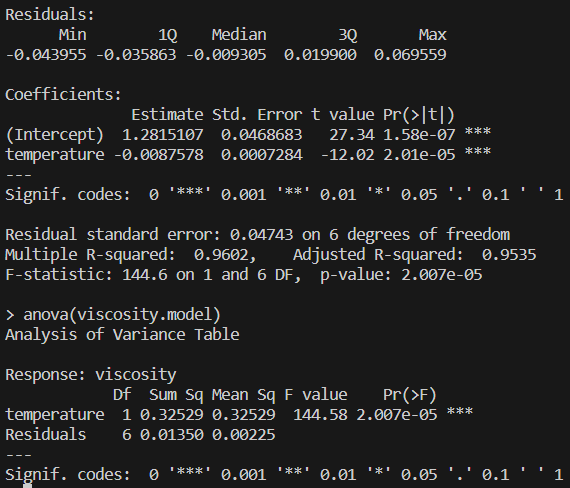 Residuals:
      Min        1Q    Median        3Q       Max
-0.043955 -0.035863 -0.009305  0.019900  0.069559

Coefficients:
              Estimate Std. Error t value Pr(>|t|)
(Intercept)  1.2815107  0.0468683   27.34 1.58e-07 ***
temperature -0.0087578  0.0007284  -12.02 2.01e-05 ***
---
Signif. codes:  0 '***' 0.001 '**' 0.01 '*' 0.05 '.' 0.1 ' ' 1

Residual standard error: 0.04743 on 6 degrees of freedom
Multiple R-squared:  0.9602,    Adjusted R-squared:  0.9535
F-statistic: 144.6 on 1 and 6 DF,  p-value: 2.007e-05

> anova(viscosity.model)
Analysis of Variance Table

Response: viscosity
            Df  Sum Sq Mean Sq F value    Pr(>F)
temperature  1 0.32529 0.32529  144.58 2.007e-05 ***
Residuals    6 0.01350 0.00225
---
Signif. codes:  0 '***' 0.001 '**' 0.01 '*' 0.05 '.' 0.1 ' ' 1